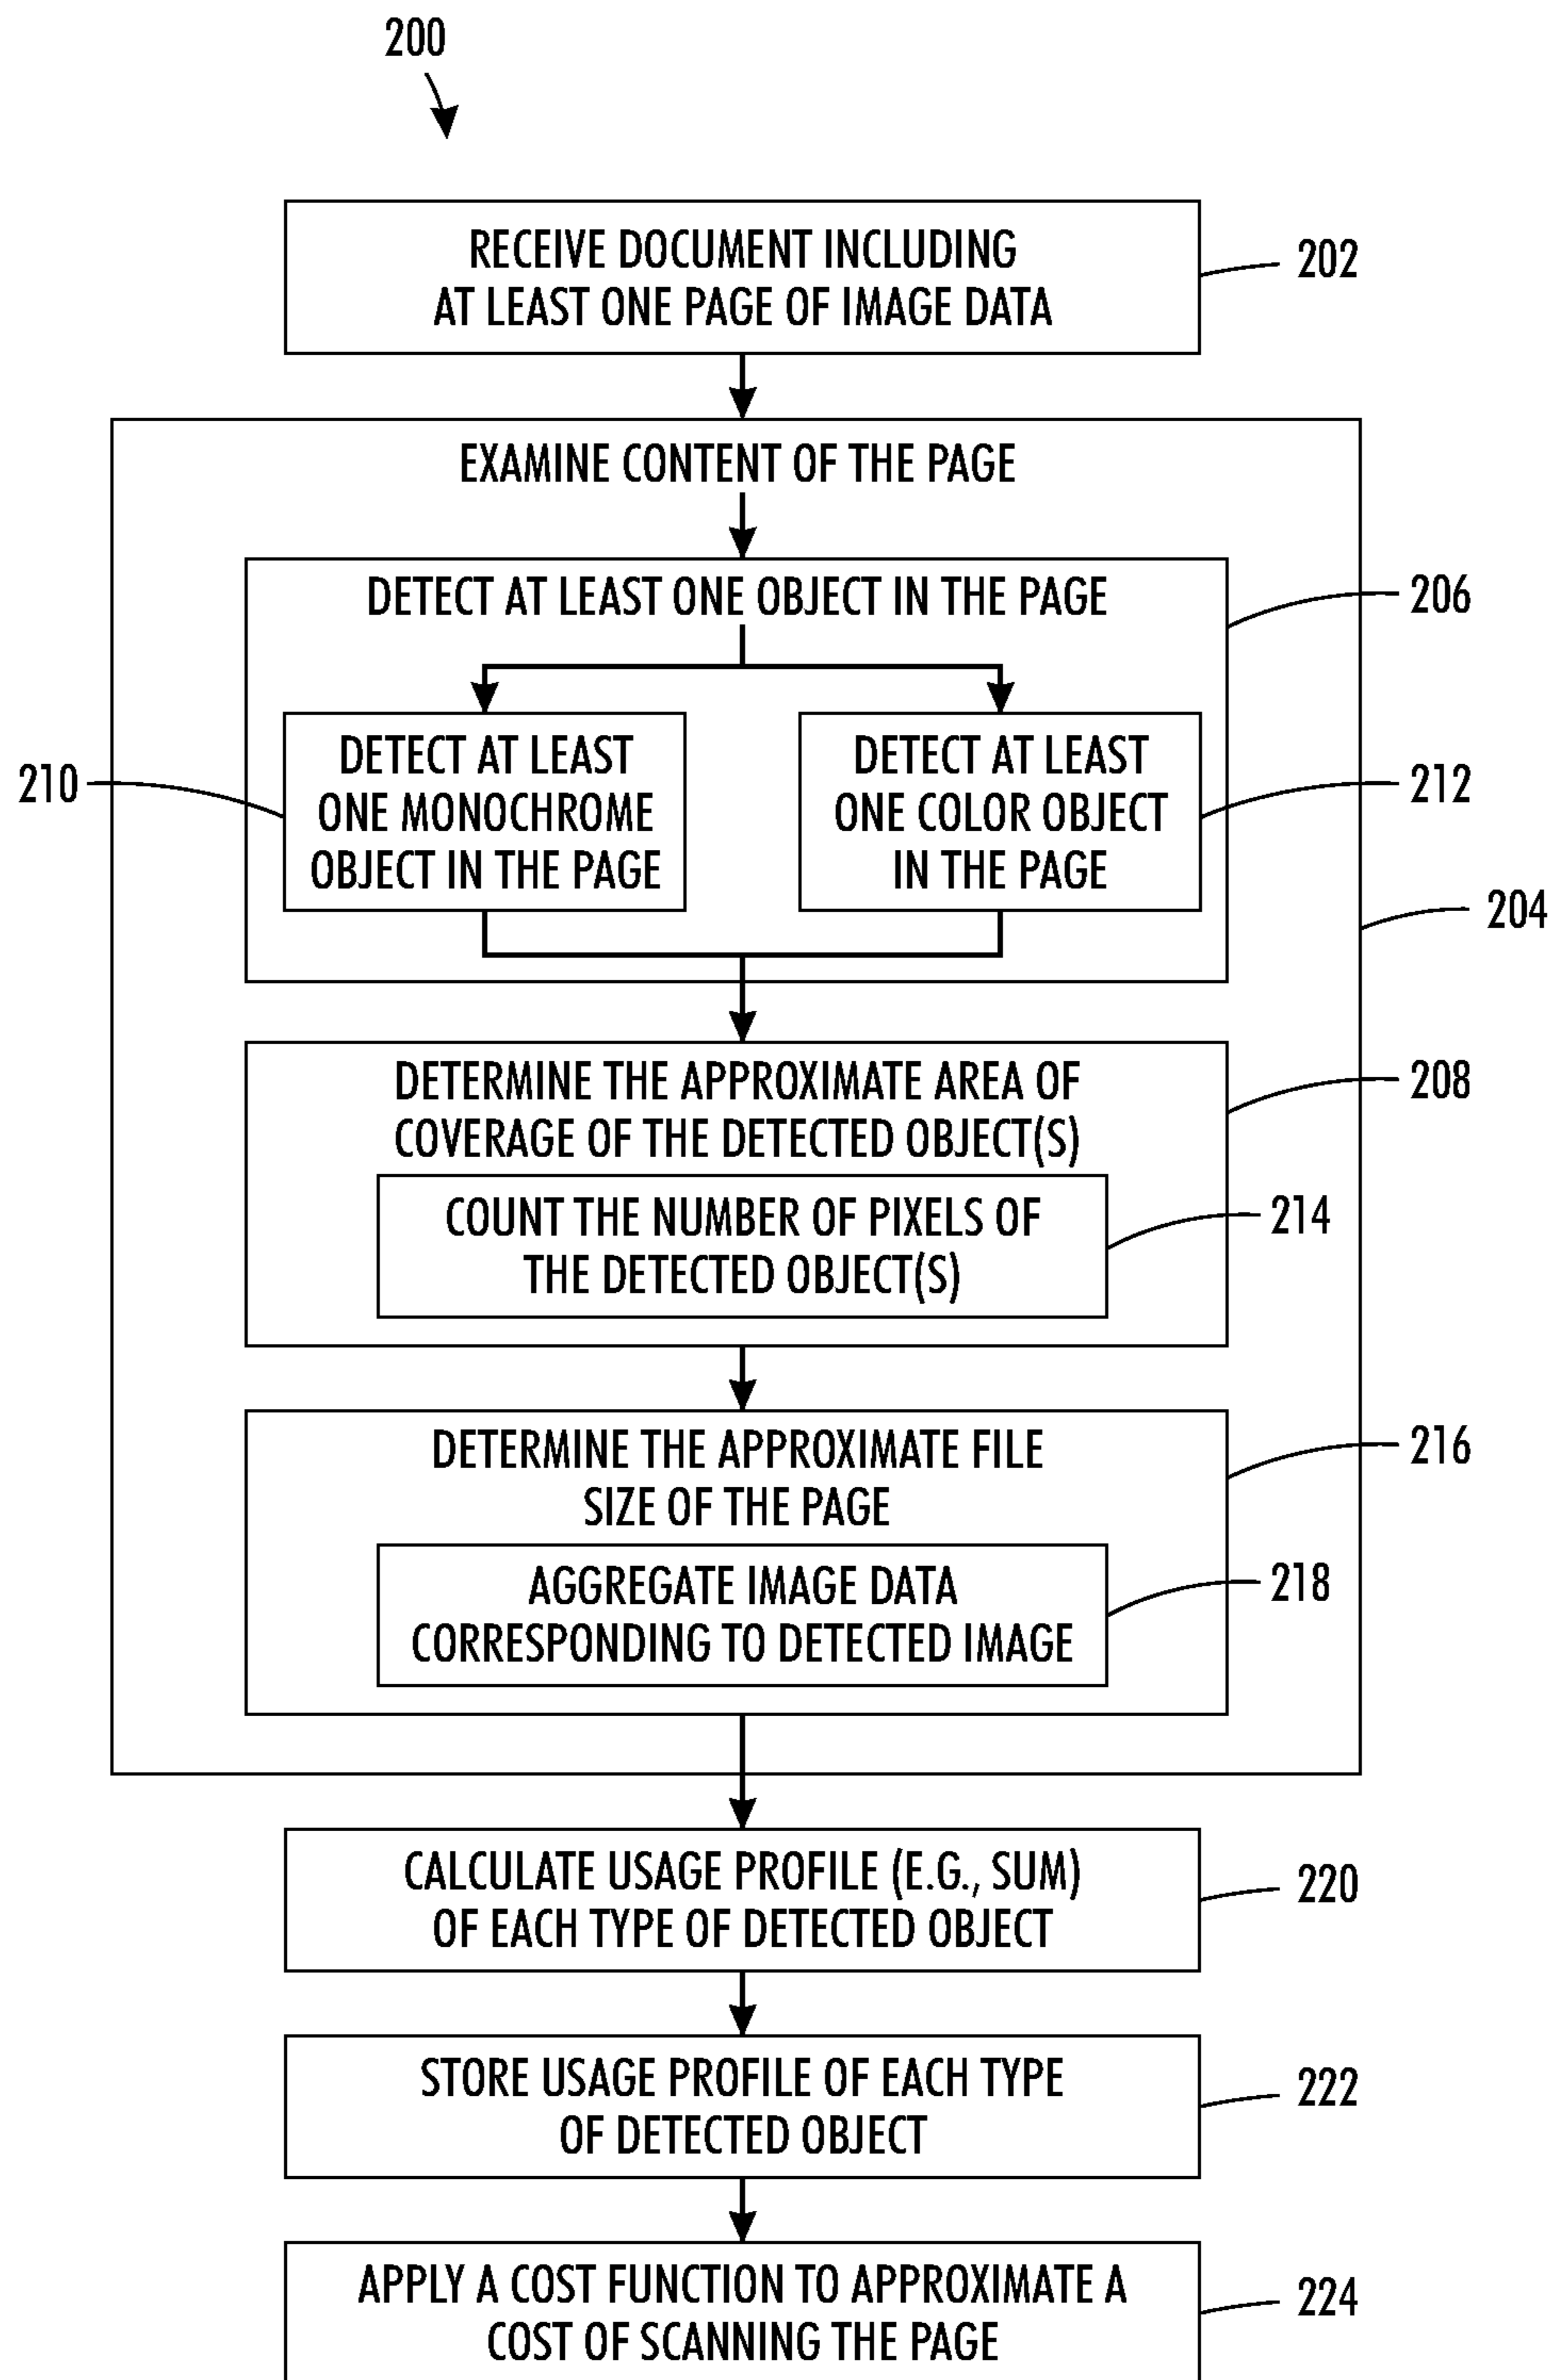 200
RECEIVE DOCUMENT INCLUDING
AT LEAST ONE PAGE OF IMAGE DATA
202
EXAMINE CONTENT OF THE PAGE
DETECT AT LEAST ONE OBJECT IN THE PAGE
206
210
DETECT AT LEAST
ONE MONOCHROME
OBJECT IN THE PAGE
DETECT AT LEAST
ONE COLOR OBJECT
IN THE PAGE
212
204
DETERMINE THE APPROXIMATE AREA OF
COVERAGE OF THE DETECTED OBJECT(S)
208
COUNT THE NUMBER OF PIXELS OF
THE DETECTED OBJECT(S)
214
DETERMINE THE APPROXIMATE FILE
SIZE OF THE PAGE
216
AGGREGATE IMAGE DATA
CORRESPONDING TO DETECTED IMAGE
218
CALCULATE USAGE PROFILE (E.G., SUM)
OF EACH TYPE OF DETECTED OBJECT
220
STORE USAGE PROFILE OF EACH TYPE
OF DETECTED OBJECT
222
APPLY A COST FUNCTION TO APPROXIMATE A
COST OF SCANNING THE PAGE
224